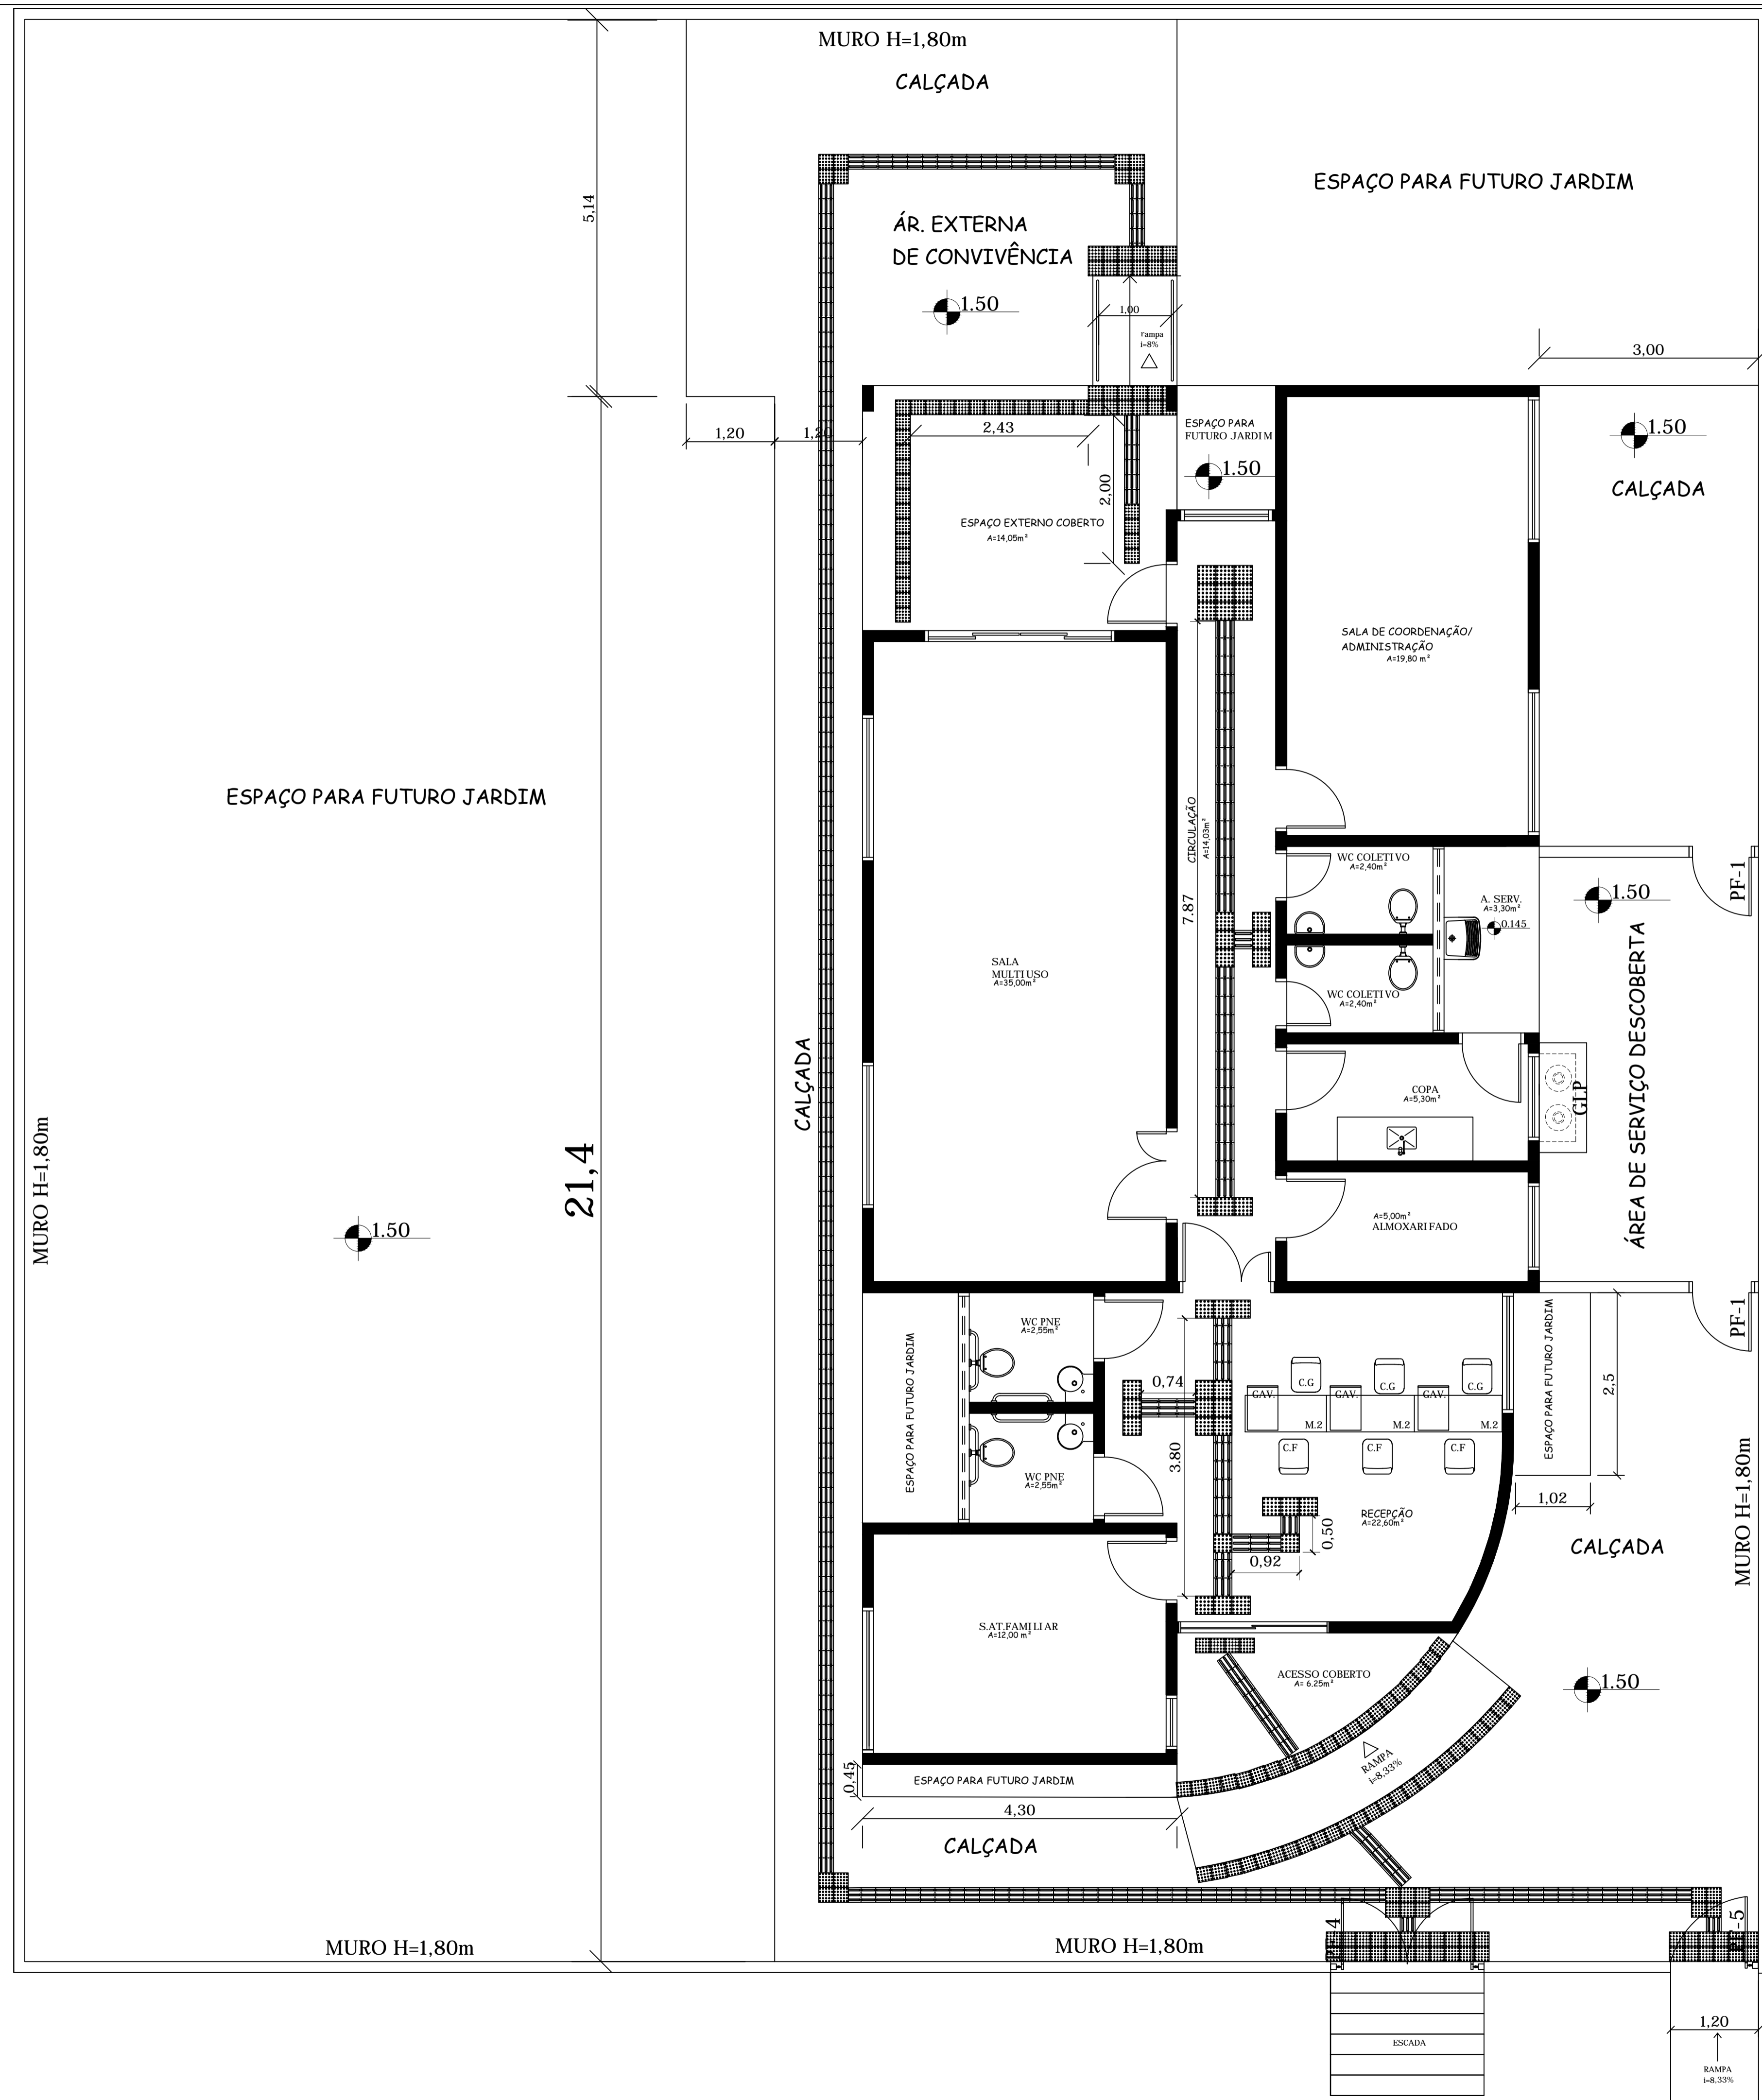 MURO H=1,80m
CALÇADA
ESPAÇO PARA FUTURO JARDIM
5,14
ÁR. EXTERNA
DE CONVIVÊNCIA
1.50
1,00
rampa
i=8%
3,00
1,20
1,20
2,43
2,00
ESPAÇO PARA
FUTURO JARDIM
1.50
1.50
CALÇADA
ESPAÇO EXTERNO COBERTO
A=14,05m²
SALA DE COORDENAÇÃO/
ADMINISTRAÇÃO
A=19,80 m²
ESPAÇO PARA FUTURO JARDIM
CIRCULAÇÃO
A=14,03m²
7.87
WC COLETIVO
A=2,40m²
A. SERV.
A=3,30m²
0.145
1.50
PF-1
SALA
MULTIUSO
A=35,00m²
WC COLETIVO
A=2,40m²
ÁREA DE SERVIÇO DESCOBERTA
CALÇADA
COPA
A=5,30m²
GLP
MURO H=1,80m
21,4
1.50
A=5,00m²
ALMOXARIFADO
PF-1
WC PNE
A=2,55m²
ESPAÇO PARA FUTURO JARDIM
ESPAÇO PARA FUTURO JARDIM
2,5
0,74
C.G
C.G
C.G
GAV.
GAV.
GAV.
M.2
M.2
M.2
C.F
C.F
C.F
3.80
WC PNE
A=2,55m²
1,02
RECEPÇÃO
A=22,60m²
0,50
0,92
CALÇADA
MURO H=1,80m
S.AT.FAMILIAR
A=12,00 m²
ACESSO COBERTO
A= 6,25m²
1.50
RAMPA
i=8,33%
0,45
ESPAÇO PARA FUTURO JARDIM
4,30
CALÇADA
MURO H=1,80m
MURO H=1,80m
PF-4
PF-5
ESCADA
1,20
RAMPA
i=8,33%